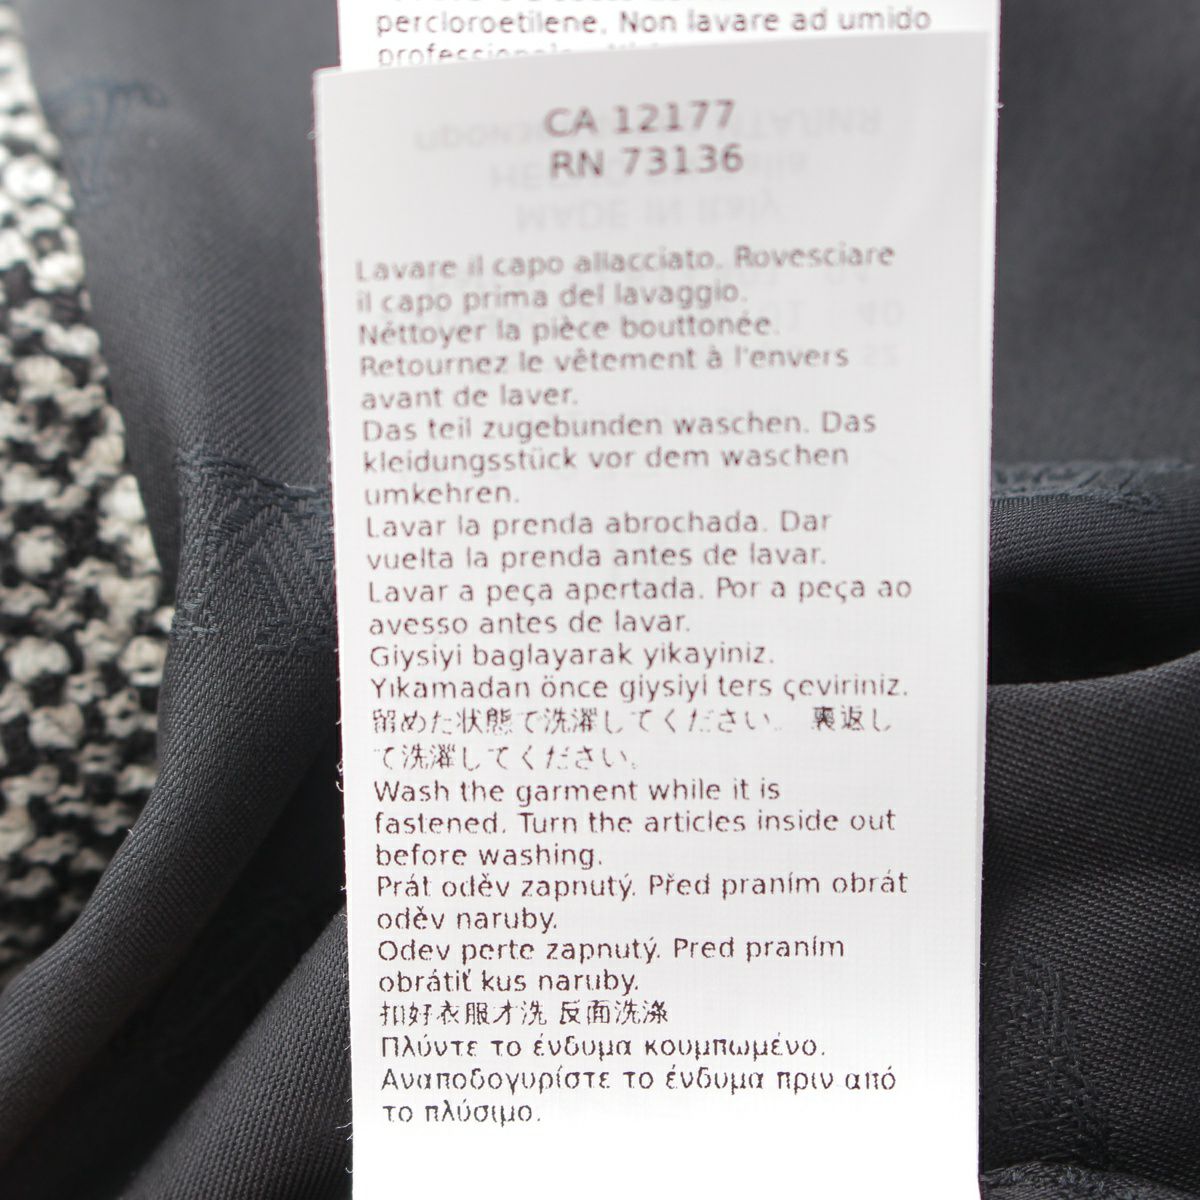 percloroetilene. Non lavare ad umido
CA 12177
RN 73136
MADE IN Italy
Lavare il capo allacciato. Rovesciare
il capo prima del lavaggio.
Néttoyer la pièce bouttonée.
Retournez le vêtement à l'envers
avant de laver.
Das teil zugebunden waschen. Das
kleidungsstück vor dem waschen
umkehren.
Lavar la prenda abrochada. Dar
vuelta la prenda antes de lavar.
Lavar a peça apertada. Por a peça ao
avesso antes de lavar.
Giysiyi baglayarak yikayiniz.
Yıkamadan önce giysiyi ters çeviriniz.
留めた状態で洗濯してください。 裏返し
て洗濯してください。
Wash the garment while it is
fastened. Turn the articles inside out
before washing.
Prát oděv zapnutý. Před praním obrát
oděv naruby.
Odev perte zapnutý. Pred praním
obrátiť kus naruby.
扣好衣服才洗 反面洗涤
Πλύντε το ένδυμα κουμπωμένο.
Αναποδογυρίστε το ένδυμα πριν από
το πλύσιμο.